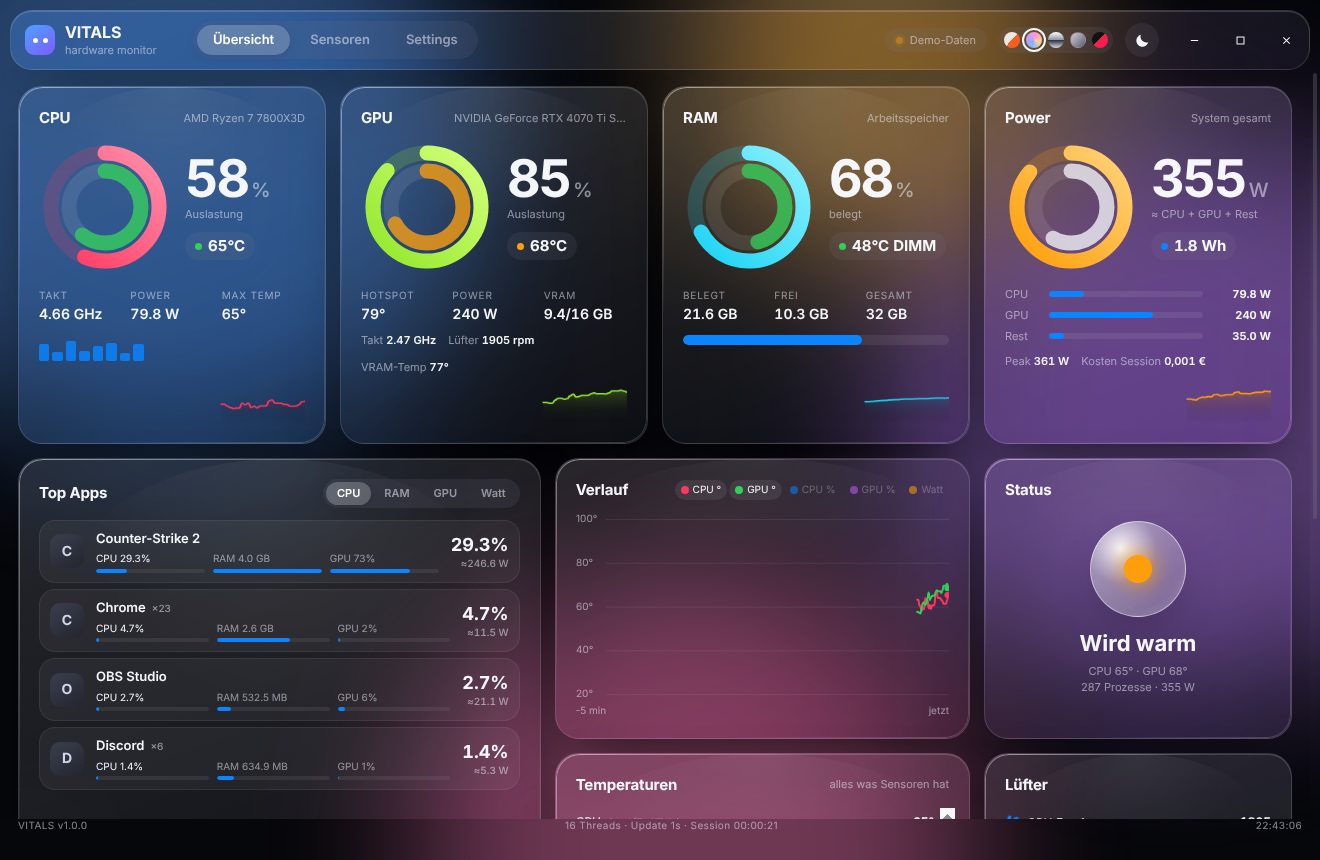 VITALS
hardware monitor
Übersicht Sensoren Settings
Demo-Daten
CPU AMD Ryzen 7 7800X3D
58 %
Auslastung
65°C
TAKT POWER MAX TEMP
4.66 GHz 79.8 W 65°
GPU NVIDIA GeForce RTX 4070 Ti S...
85 %
Auslastung
68°C
HOTSPOT POWER VRAM
79° 240 W 9.4/16 GB
Takt 2.47 GHz Lüfter 1905 rpm
VRAM-Temp 77°
RAM Arbeitsspeicher
68 %
belegt
48°C DIMM
BELEGT FREI GESAMT
21.6 GB 10.3 GB 32 GB
Power System gesamt
355 W
≈ CPU + GPU + Rest
1.8 Wh
CPU 79.8 W
GPU 240 W
Rest 35.0 W
Peak 361 W Kosten Session 0,001 €
Top Apps CPU RAM GPU Watt
C Counter-Strike 2
CPU 29.3% RAM 4.0 GB GPU 73%
29.3%
≈246.6 W
C Chrome ×23
CPU 4.7% RAM 2.6 GB GPU 2%
4.7%
≈11.5 W
O OBS Studio
CPU 2.7% RAM 532.5 MB GPU 6%
2.7%
≈21.1 W
D Discord ×6
CPU 1.4% RAM 634.9 MB GPU 1%
1.4%
≈5.3 W
Verlauf CPU ° GPU ° CPU % GPU % Watt
100°
80°
60°
40°
20°
-5 min jetzt
Status
Wird warm
CPU 65° · GPU 68°
287 Prozesse · 355 W
Temperaturen alles was Sensoren hat
Lüfter
VITALS v1.0.0 16 Threads · Update 1s · Session 00:00:21 22:43:06